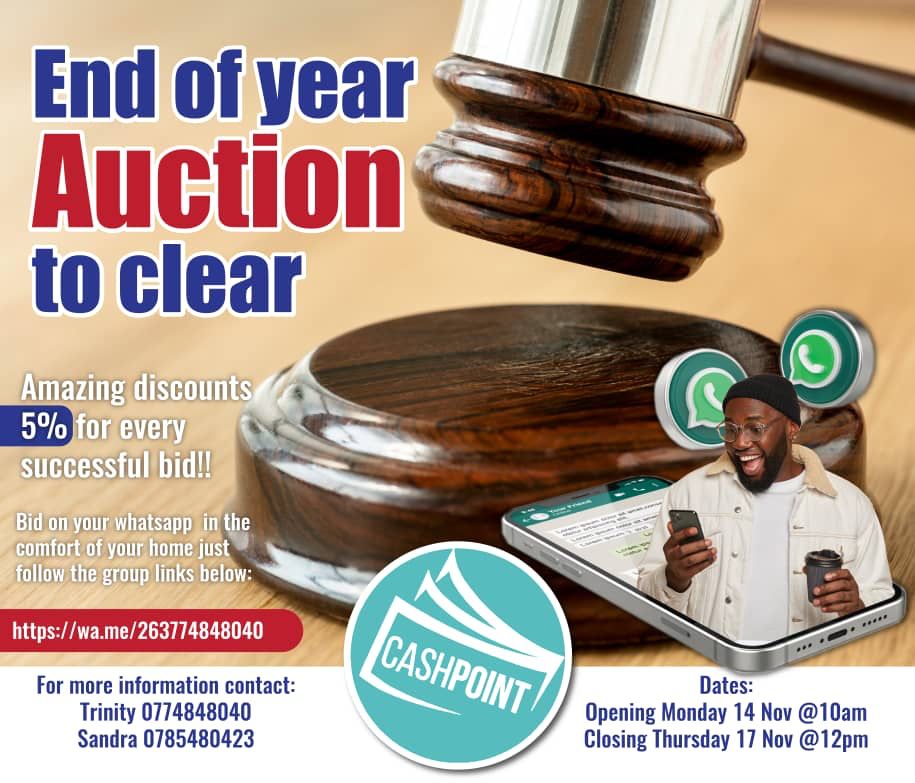 End of year
Auction
to clear
Amazing discounts
5% for every
successful bid!!
Bid on your whatsapp in the
comfort of your home just
follow the group links below:
https://wa.me/263774848040
For more information contact:
Trinity 0774848040
Sandra 0785480423
CASHPOINT
Dates:
Opening Monday 14 Nov @10am
Closing Thursday 17 Nov @12pm
Your Friend